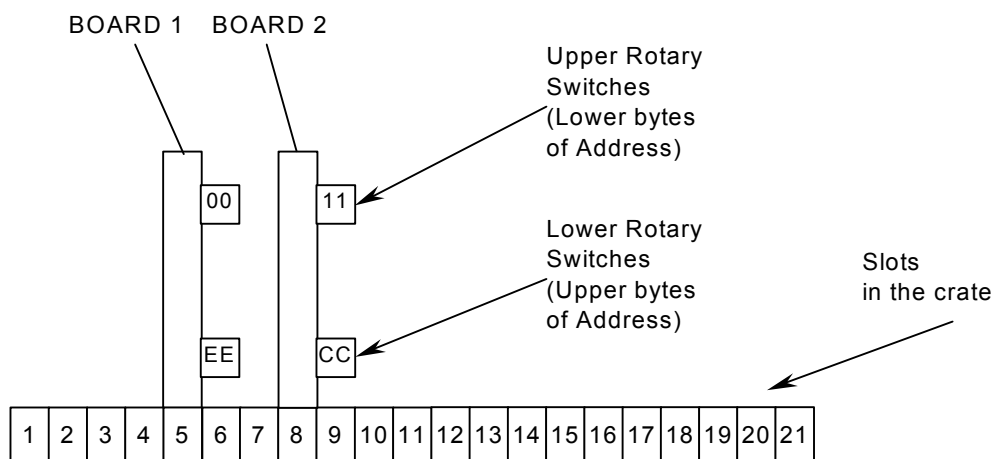 BOARD 1
BOARD 2
Upper Rotary
Switches
(Lower bytes
of Address)
00
11
Lower Rotary
Switches
(Upper bytes
of Address)
Slots
in the crate
EE
CC
1 2 3 4 5 6 7 8 9 10 11 12 13 14 15 16 17 18 19 20 21